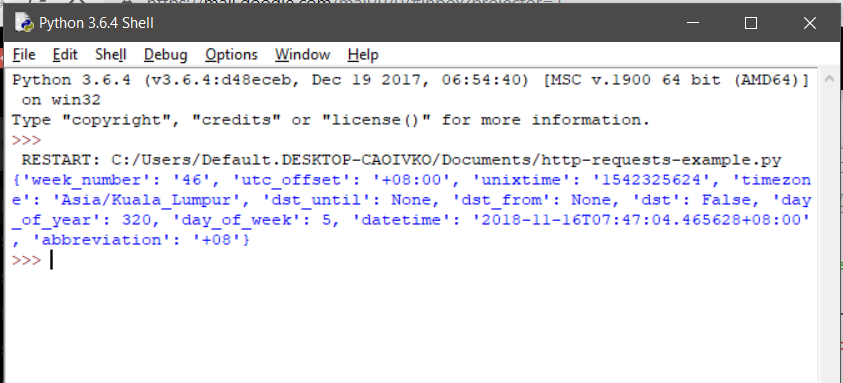 Python 3.6.4 Shell
File Edit Shell Debug Options Window Help
Python 3.6.4 (v3.6.4:d48eceb, Dec 19 2017, 06:54:40) [MSC v.1900 64 bit (AMD64)]
on win32
Type "copyright", "credits" or "license()" for more information.
>>>
RESTART: C:/Users/Default.DESKTOP-CAOIVKO/Documents/http-requests-example.py
{'week_number': '46', 'utc_offset': '+08:00', 'unixtime': '1542325624', 'timezon
e': 'Asia/Kuala_Lumpur', 'dst_until': None, 'dst_from': None, 'dst': False, 'day
_of_year': 320, 'day_of_week': 5, 'datetime': '2018-11-16T07:47:04.465628+08:00'
, 'abbreviation': '+08'}
>>>